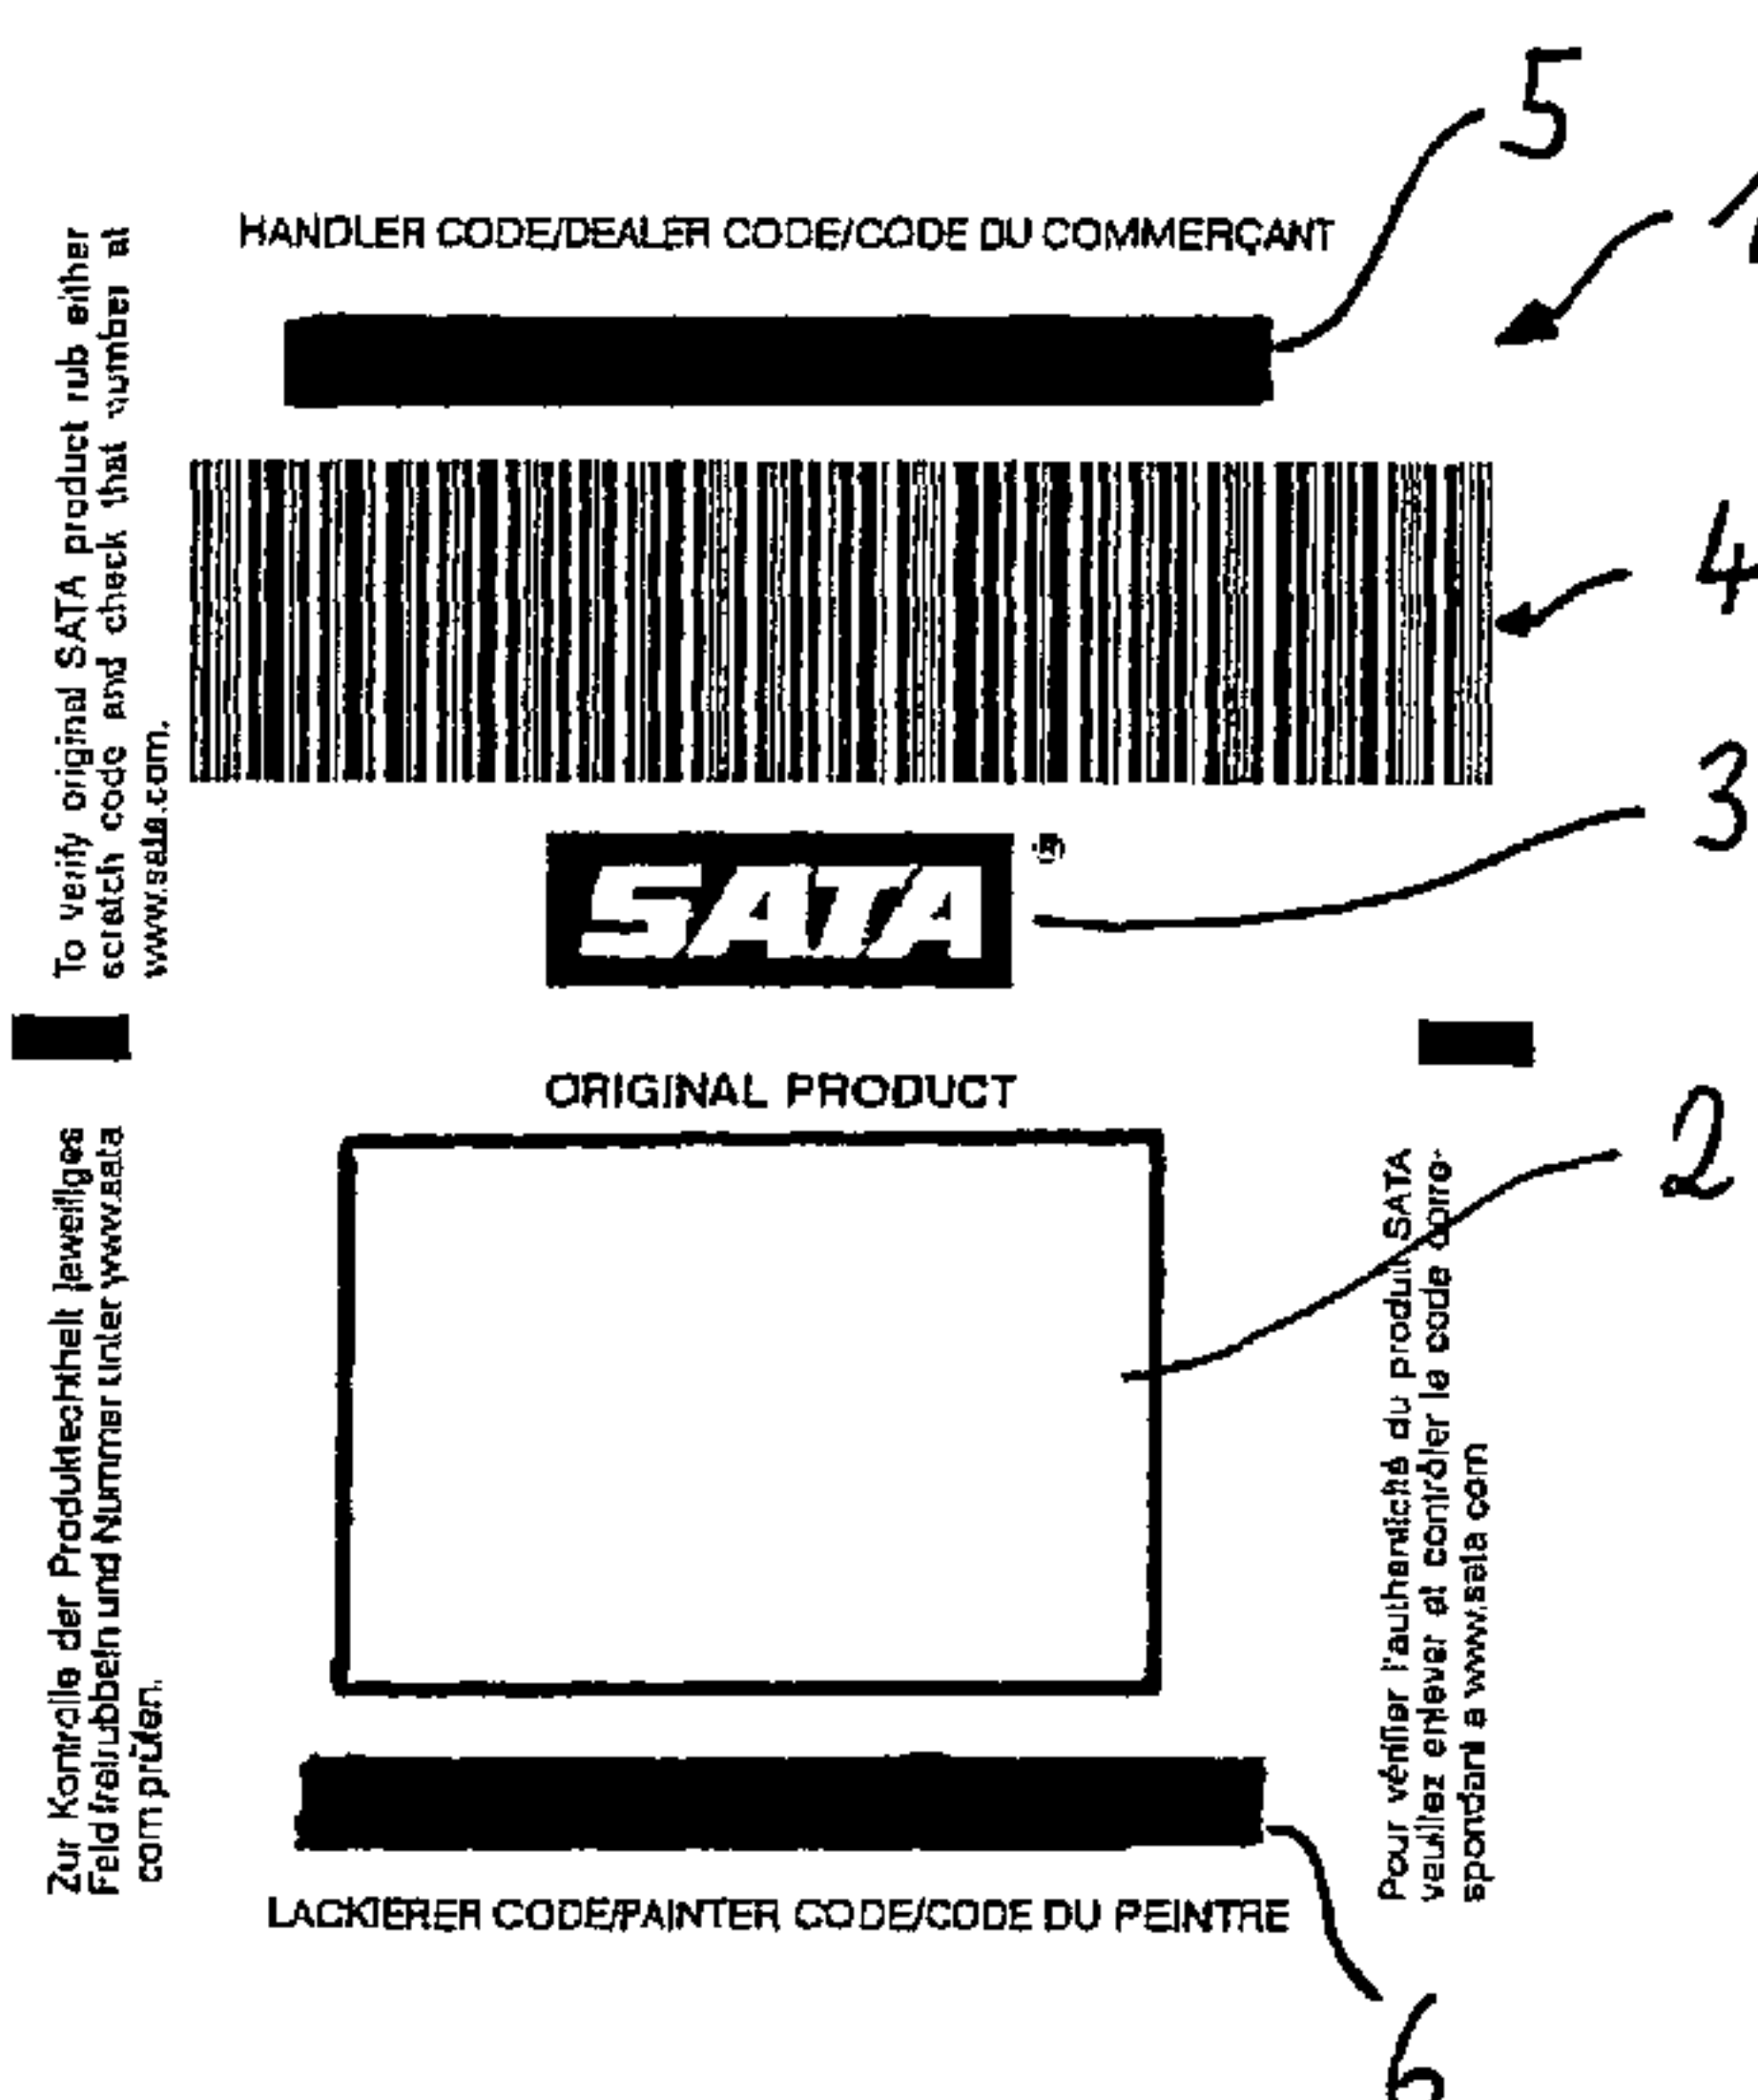 5
1
HANDLER CODE/DEALER CODE/CODE DU COMMERÇANT
To verify original SATA product rub either
scratch code and check that number at
www.sata.com.
4
3
SATA ®
ORIGINAL PRODUCT
2
Zur Kontrolle der Produktechtheit jeweiliges
Feld freirubbeln und Nummer unter www.sata
com prüfen.
Pour vérifier l'authenticité du produit SATA
veuillez enlever et contrôler le code corre-
spondant a www.sata com
LACKIERER CODE/PAINTER CODE/CODE DU PEINTRE
6